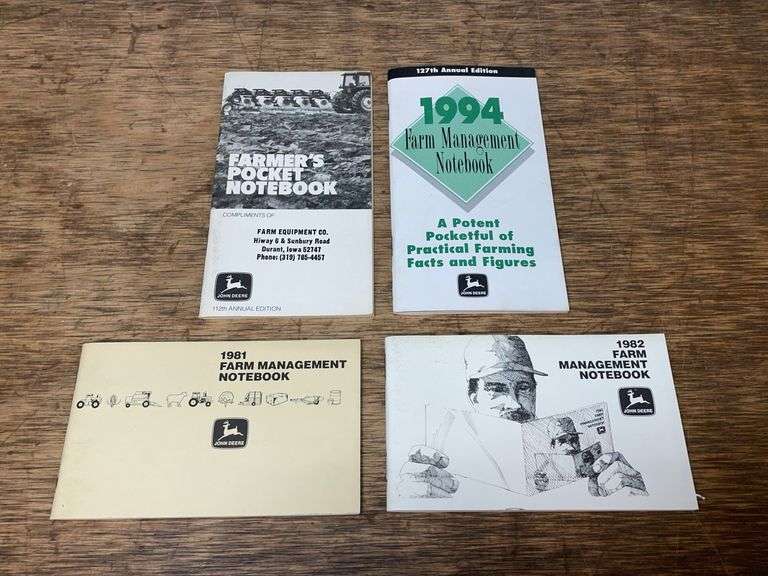 FARMER'S
POCKET
NOTEBOOK
COMPLIMENTS OF
FARM EQUIPMENT CO.
Hiway 6 & Sunbury Road
Durant, Iowa 52747
Phone: (319) 785-4457
JOHN DEERE
112th ANNUAL EDITION
127th Annual Edition
1994
Farm Management
Notebook
A Potent
Pocketful of
Practical Farming
Facts and Figures
JOHN DEERE
1981
FARM MANAGEMENT
NOTEBOOK
JOHN DEERE
1982
FARM
MANAGEMENT
NOTEBOOK
JOHN DEERE